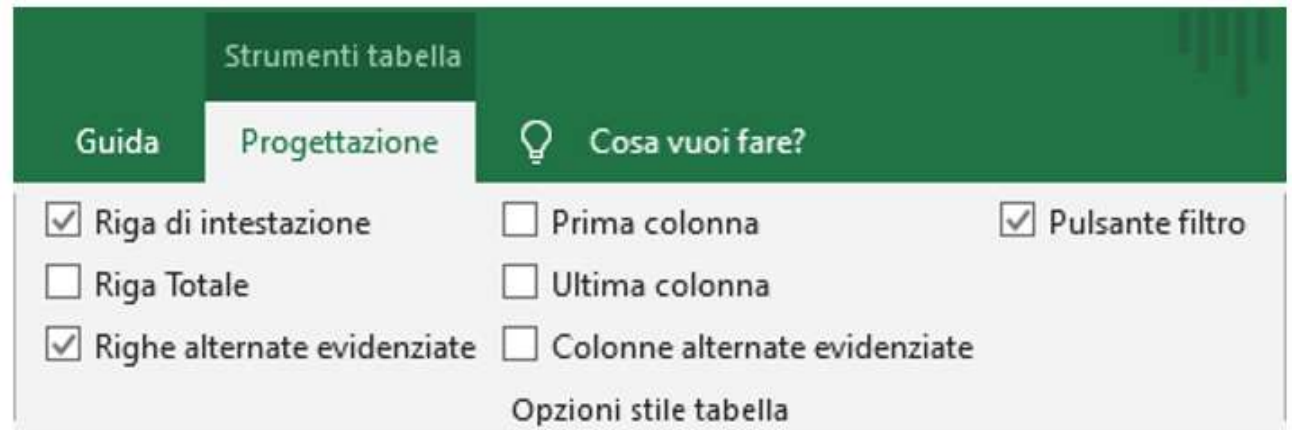 Strumenti tabella
Guida Progettazione Cosa vuoi fare?
Riga di intestazione Prima colonna Pulsante filtro
Riga Totale Ultima colonna
Righe alternate evidenziate Colonne alternate evidenziate
Opzioni stile tabella